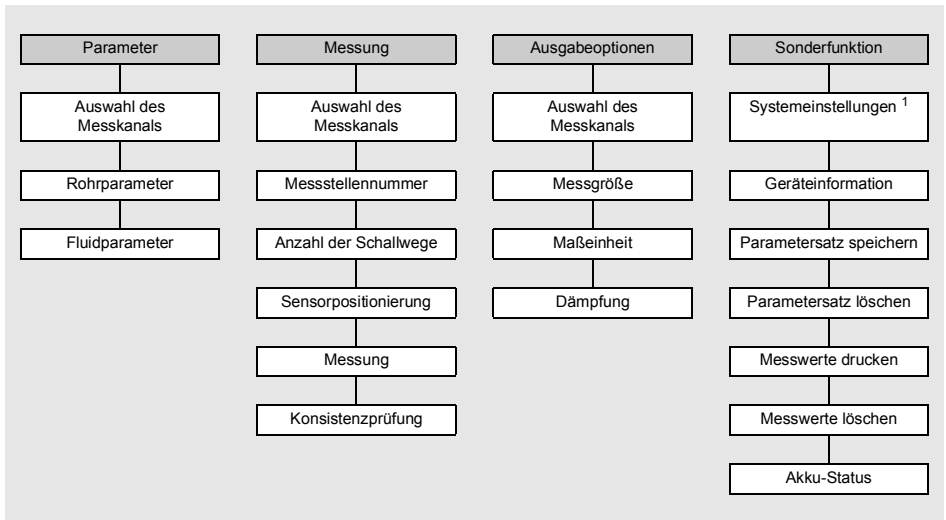 Parameter
Auswahl des
Messkanals
Rohrparameter
Fluidparameter
Messung
Auswahl des
Messkanals
Messstellennummer
Anzahl der Schallwege
Sensorpositionierung
Messung
Konsistenzprüfung
Ausgabeoptionen
Auswahl des
Messkanals
Messgröße
Maßeinheit
Dämpfung
Sonderfunktion
Systemeinstellungen 1
Geräteinformation
Parametersatz speichern
Parametersatz löschen
Messwerte drucken
Messwerte löschen
Akku-Status